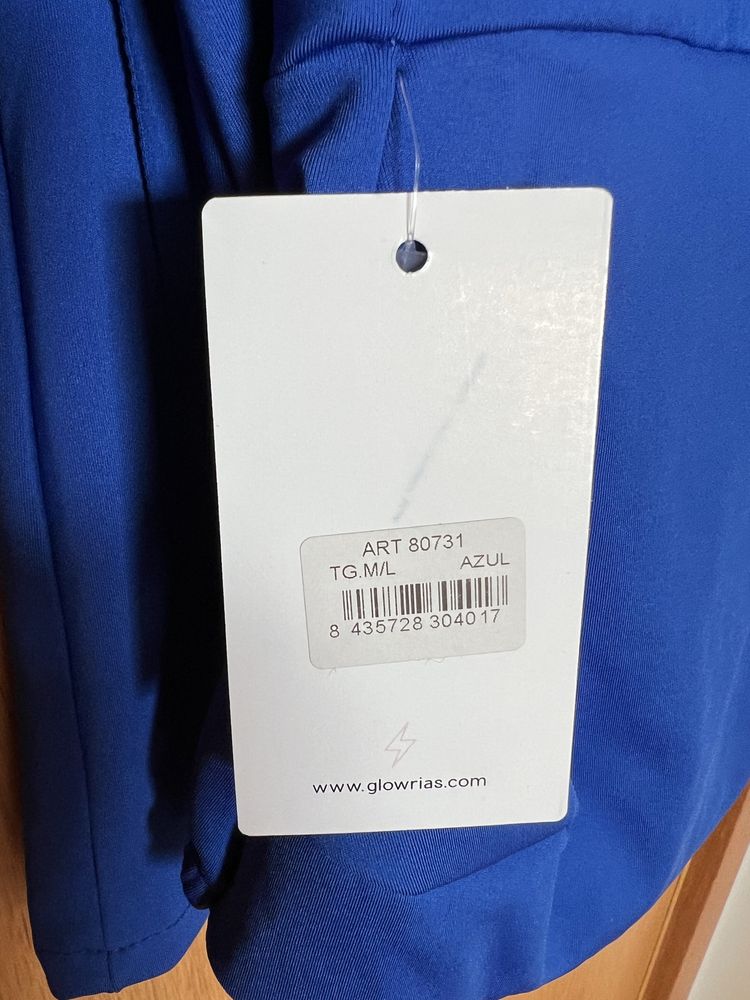 ART 80731
TG.M/L AZUL
8 435728 304017
www.glowrias.com